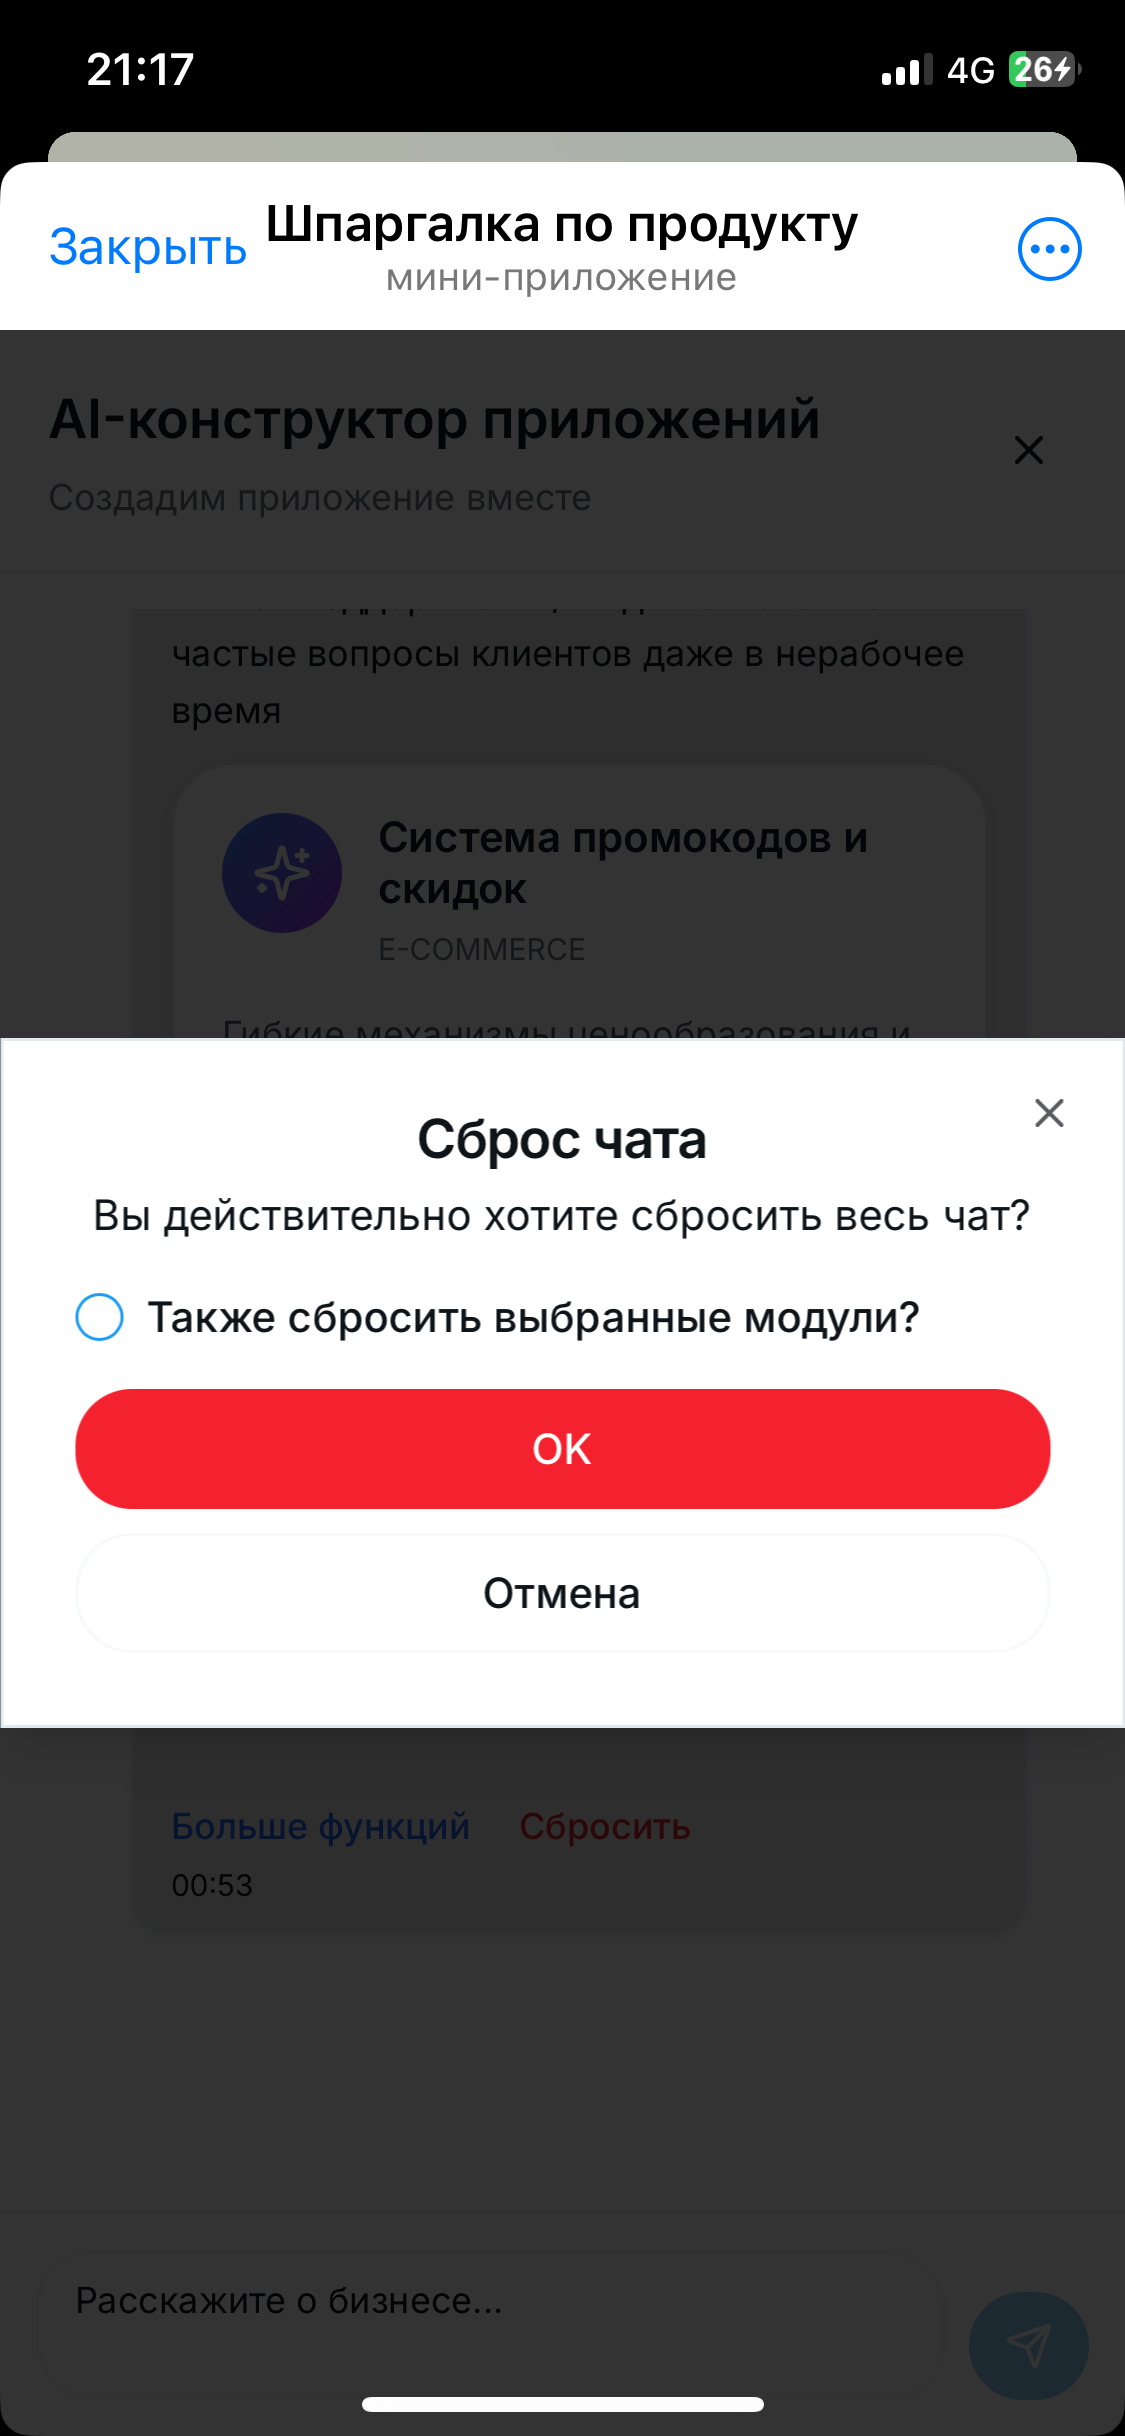 21:17
4G 26
Закрыть
Шпаргалка по продукту
мини-приложение
AI-конструктор приложений
Создадим приложение вместе
частые вопросы клиентов даже в нерабочее
время
Система промокодов и
скидок
E-COMMERCE
Гибкие механизмы ценообразования и
Сброс чата
Вы действительно хотите сбросить весь чат?
Также сбросить выбранные модули?
OK
Отмена
Больше функций Сбросить
00:53
Расскажите о бизнесе...